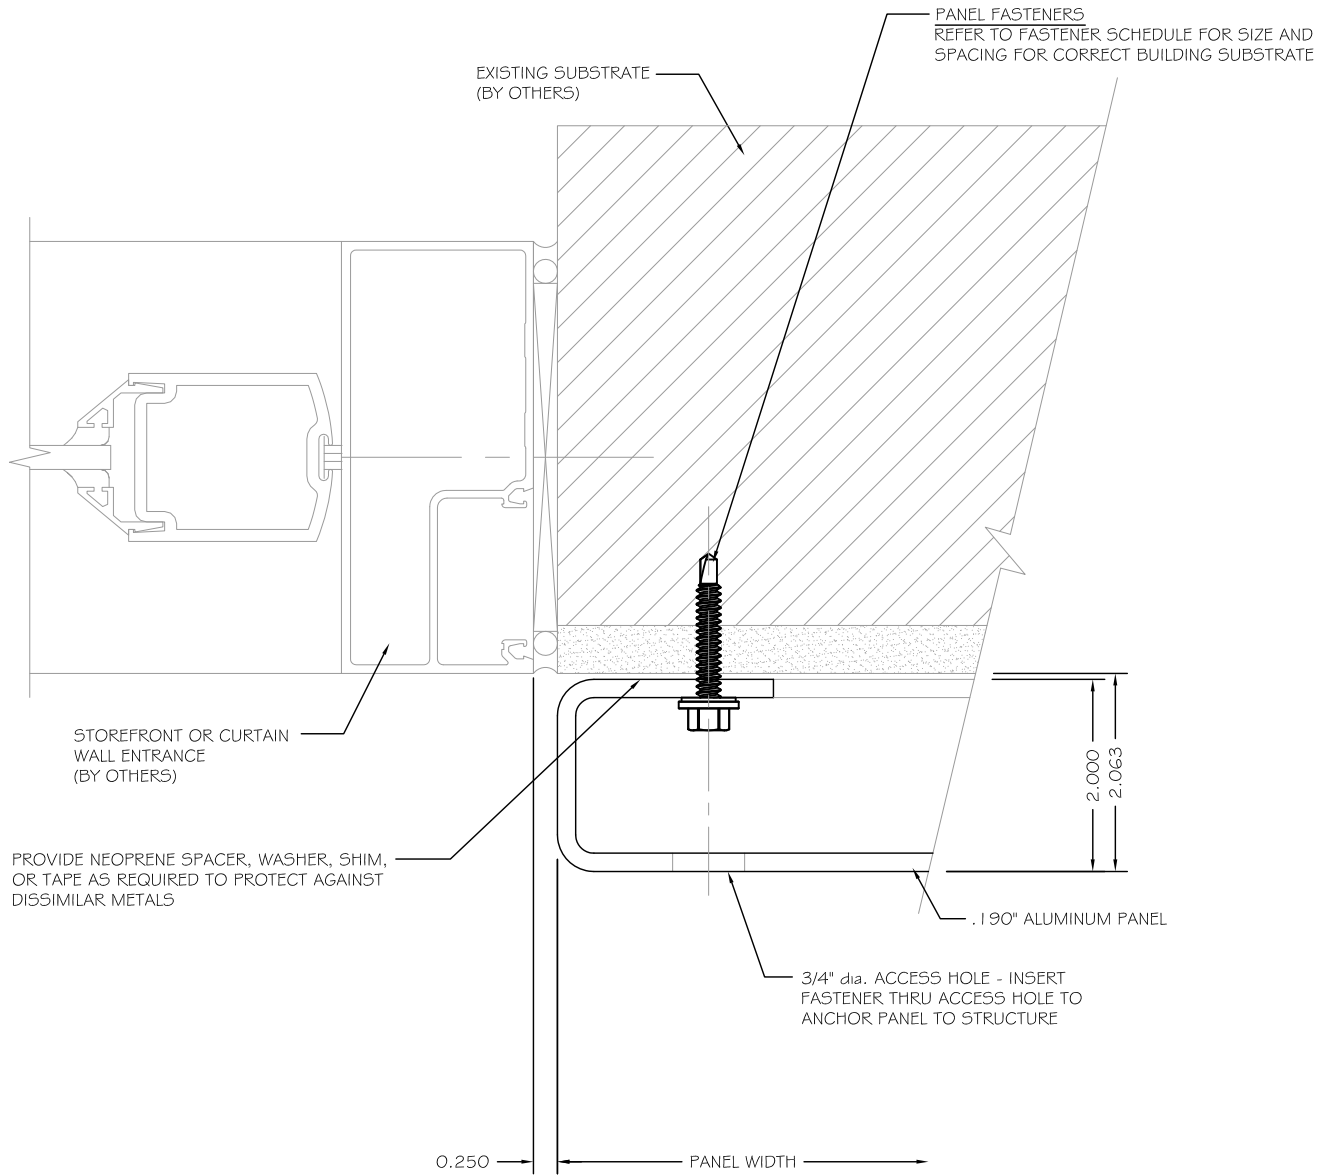 PANEL FASTENERS
REFER TO FASTENER SCHEDULE FOR SIZE AND
SPACING FOR CORRECT BUILDING SUBSTRATE
EXISTING SUBSTRATE
(BY OTHERS)
STOREFRONT OR CURTAIN
WALL ENTRANCE
(BY OTHERS)
2.000
2.063
PROVIDE NEOPRENE SPACER, WASHER, SHIM,
OR TAPE AS REQUIRED TO PROTECT AGAINST
DISSIMILAR METALS
.190" ALUMINUM PANEL
3/4" dia. ACCESS HOLE - INSERT
FASTENER THRU ACCESS HOLE TO
ANCHOR PANEL TO STRUCTURE
0.250
PANEL WIDTH